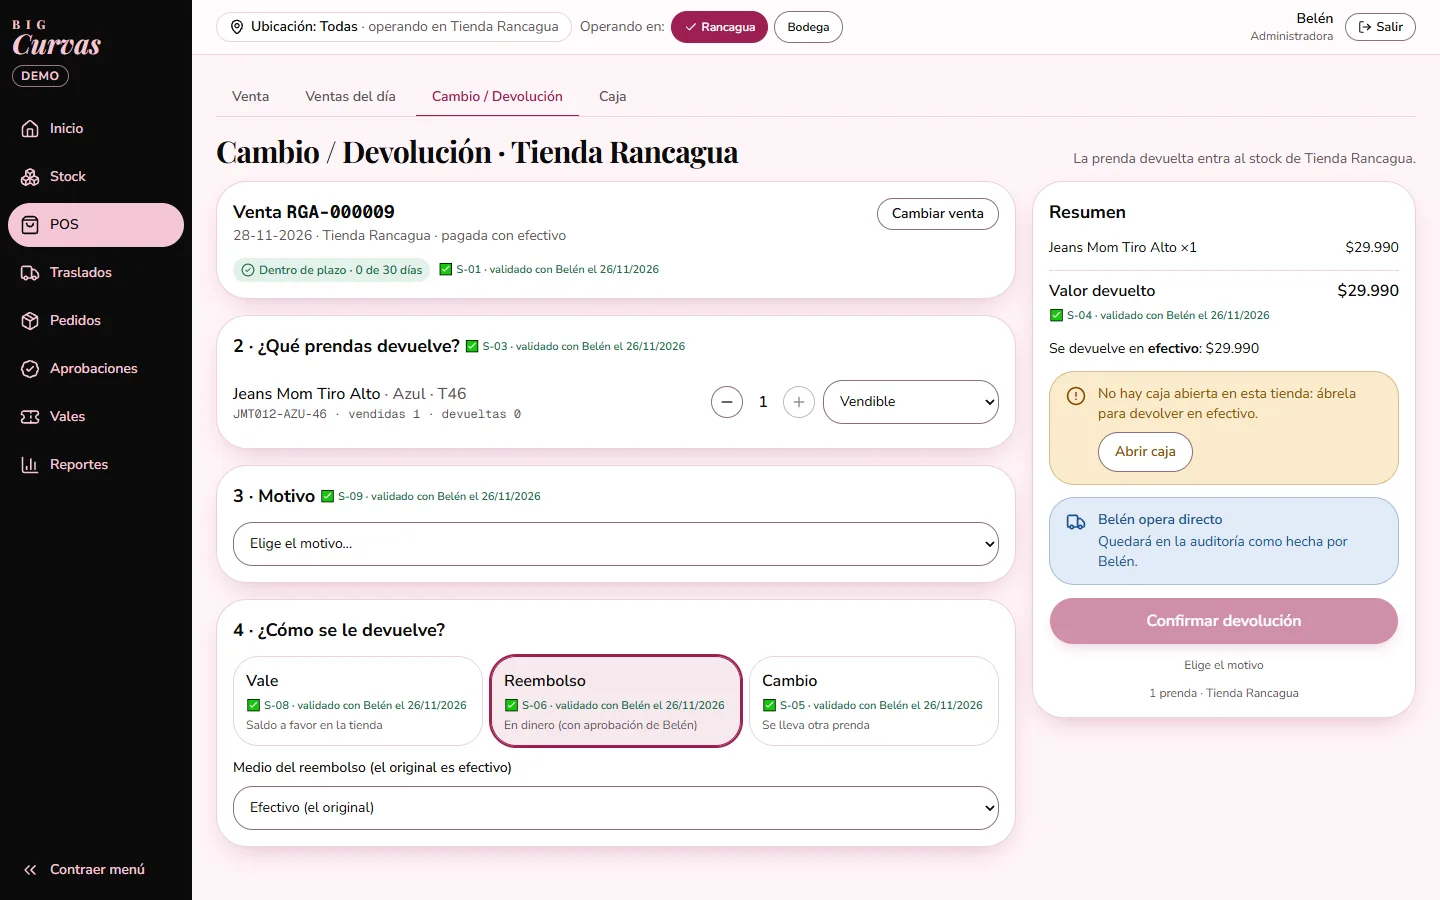 BIG
Curvas
DEMO
Inicio
Stock
POS
Traslados
Pedidos
Aprobaciones
Vales
Reportes
Contraer menú
Ubicación: Todas · operando en Tienda Rancagua
Operando en:
Rancagua
Bodega
Belén
Administradora
Salir
Venta
Ventas del día
Cambio / Devolución
Caja
Cambio / Devolución · Tienda Rancagua
La prenda devuelta entra al stock de Tienda Rancagua.
Venta RGA-000009
Cambiar venta
28-11-2026 · Tienda Rancagua · pagada con efectivo
Dentro de plazo · 0 de 30 días
✅ S-01 · validado con Belén el 26/11/2026
2 · ¿Qué prendas devuelve? ✅ S-03 · validado con Belén el 26/11/2026
Jeans Mom Tiro Alto · Azul · T46
JMT012-AZU-46 · vendidas 1 · devueltas 0
1
Vendible
3 · Motivo ✅ S-09 · validado con Belén el 26/11/2026
Elige el motivo...
4 · ¿Cómo se le devuelve?
Vale
✅ S-08 · validado con Belén el 26/11/2026
Saldo a favor en la tienda
Reembolso
✅ S-06 · validado con Belén el 26/11/2026
En dinero (con aprobación de Belén)
Cambio
✅ S-05 · validado con Belén el 26/11/2026
Se lleva otra prenda
Medio del reembolso (el original es efectivo)
Efectivo (el original)
Resumen
Jeans Mom Tiro Alto ×1 $29.990
Valor devuelto $29.990
✅ S-04 · validado con Belén el 26/11/2026
Se devuelve en efectivo: $29.990
No hay caja abierta en esta tienda: ábrela
para devolver en efectivo.
Abrir caja
Belén opera directo
Quedará en la auditoría como hecha por
Belén.
Confirmar devolución
Elige el motivo
1 prenda · Tienda Rancagua